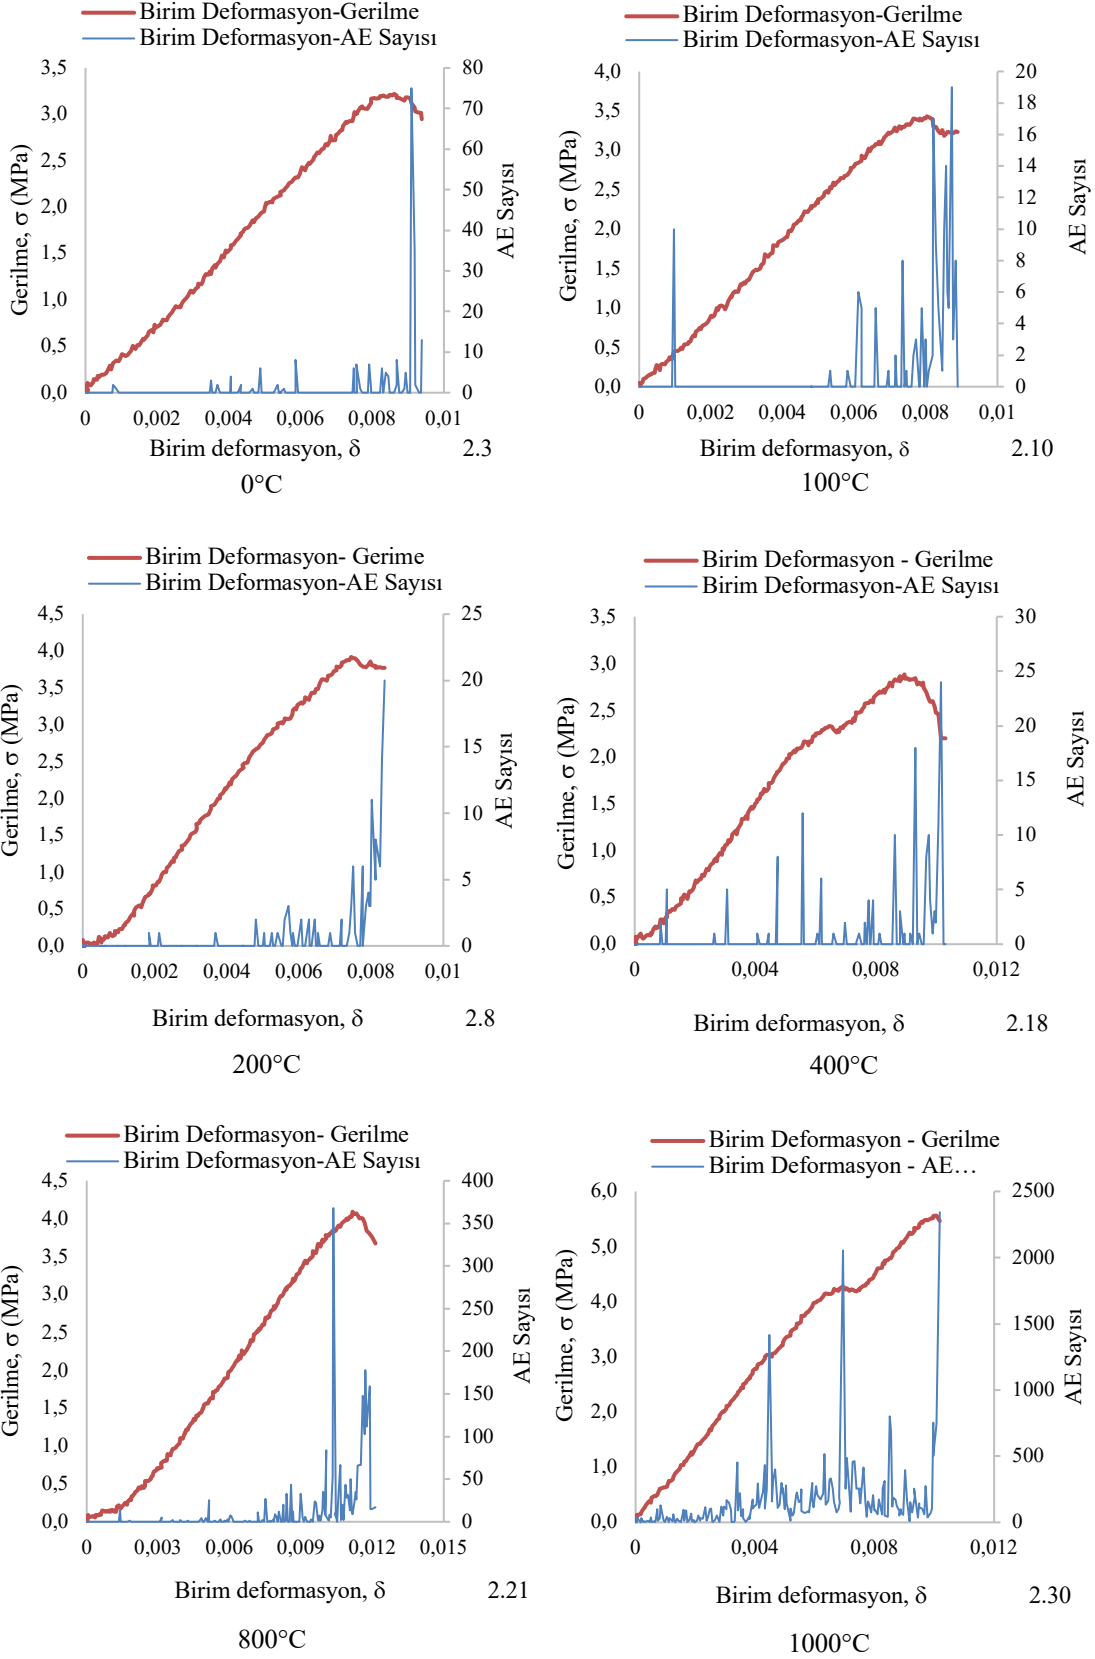 Birim Deformasyon-Gerilme
Birim Deformasyon-AE Sayısı
3,5
3,0
2,5
2,0
1,5
1,0
0,5
0,0
80
70
60
50
40
30
20
10
0
Gerilme, σ (MPa)
AE Sayısı
0 0,002 0,004 0,006 0,008 0,01
Birim deformasyon, δ 2.3
0°C
Birim Deformasyon-Gerilme
Birim Deformasyon-AE Sayısı
4,0
3,5
3,0
2,5
2,0
1,5
1,0
0,5
0,0
20
18
16
14
12
10
8
6
4
2
0
Gerilme, σ (MPa)
AE Sayısı
0 0,002 0,004 0,006 0,008 0,01
Birim deformasyon, δ 2.10
100°C
Birim Deformasyon- Gerime
Birim Deformasyon-AE Sayısı
4,5
4,0
3,5
3,0
2,5
2,0
1,5
1,0
0,5
0,0
25
20
15
10
5
0
Gerilme, σ (MPa)
AE Sayısı
0 0,002 0,004 0,006 0,008 0,01
Birim deformasyon, δ 2.8
200°C
Birim Deformasyon - Gerilme
Birim Deformasyon-AE Sayısı
3,5
3,0
2,5
2,0
1,5
1,0
0,5
0,0
30
25
20
15
10
5
0
Gerilme, σ (MPa)
AE Sayısı
0 0,004 0,008 0,012
Birim deformasyon, δ 2.18
400°C
Birim Deformasyon- Gerilme
Birim Deformasyon-AE Sayısı
4,5
4,0
3,5
3,0
2,5
2,0
1,5
1,0
0,5
0,0
400
350
300
250
200
150
100
50
0
Gerilme, σ (MPa)
AE Sayısı
0 0,003 0,006 0,009 0,012 0,015
Birim deformasyon, δ 2.21
800°C
Birim Deformasyon - Gerilme
Birim Deformasyon - AE…
6,0
5,0
4,0
3,0
2,0
1,0
0,0
2500
2000
1500
1000
500
0
Gerilme, σ (MPa)
AE Sayısı
0 0,004 0,008 0,012
Birim deformasyon, δ 2.30
1000°C